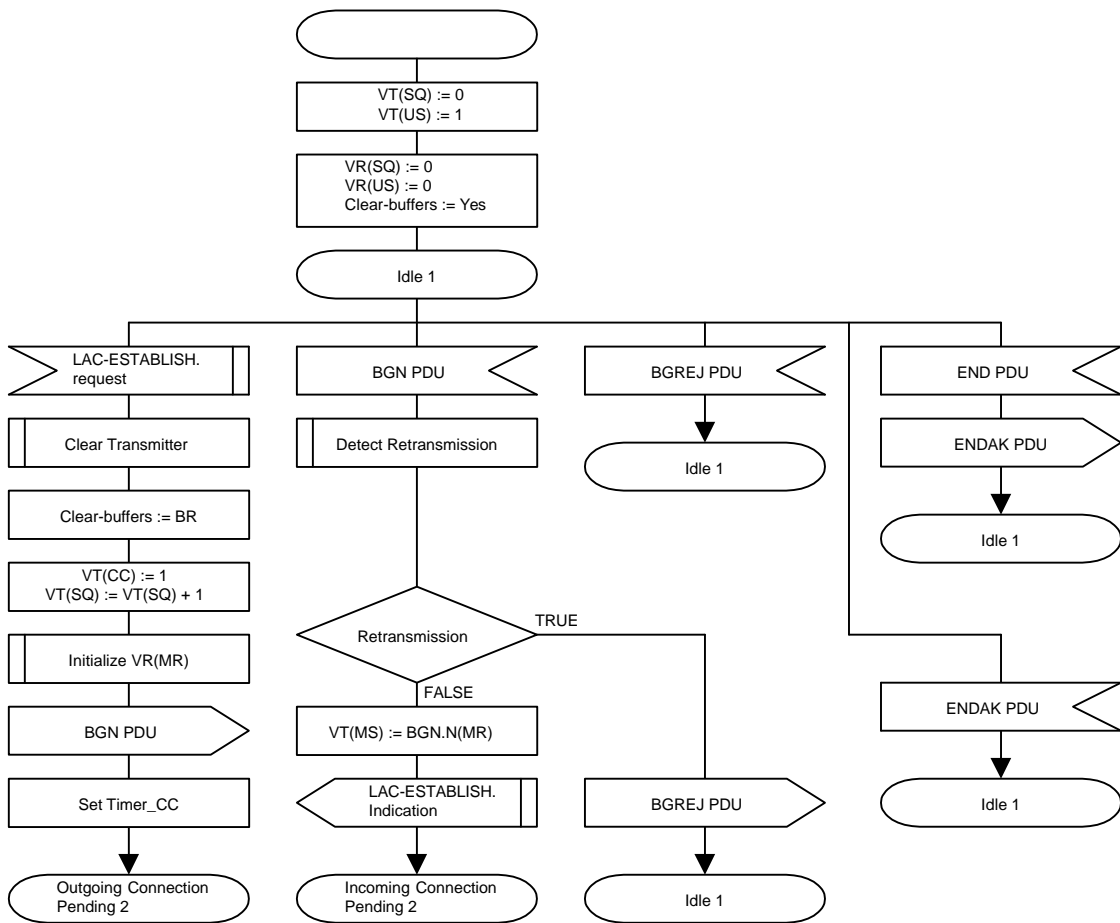 VT(SQ) := 0
VT(US) := 1
VR(SQ) := 0
VR(US) := 0
Clear-buffers := Yes
Idle 1
LAC-ESTABLISH.
request
Clear Transmitter
Clear-buffers := BR
VT(CC) := 1
VT(SQ) := VT(SQ) + 1
Initialize VR(MR)
BGN PDU
Set Timer_CC
Outgoing Connection
Pending 2
BGN PDU
Detect Retransmission
Retransmission
TRUE
FALSE
VT(MS) := BGN.N(MR)
LAC-ESTABLISH.
Indication
Incoming Connection
Pending 2
BGREJ PDU
Idle 1
BGREJ PDU
Idle 1
END PDU
ENDAK PDU
Idle 1
ENDAK PDU
Idle 1